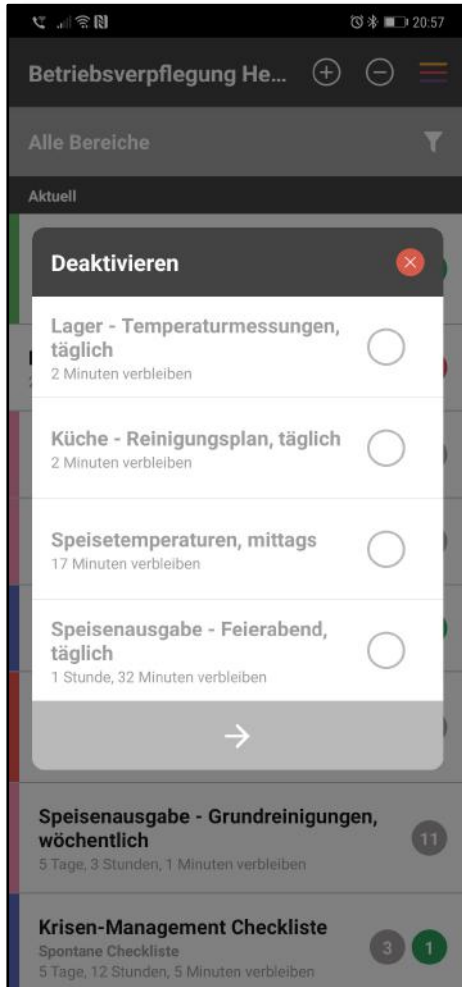 20:57
Betriebsverpflegung He...
Alle Bereiche
Aktuell
Deaktivieren
Lager - Temperaturmessungen,
täglich
2 Minuten verbleiben
Küche - Reinigungsplan, täglich
2 Minuten verbleiben
Speisetemperaturen, mittags
17 Minuten verbleiben
Speisenausgabe - Feierabend,
täglich
1 Stunde, 32 Minuten verbleiben
Speisenausgabe - Grundreinigungen,
wöchentlich
11
5 Tage, 3 Stunden, 1 Minuten verbleiben
Krisen-Management Checkliste
Spontane Checkliste
3 1
5 Tage, 12 Stunden, 5 Minuten verbleiben